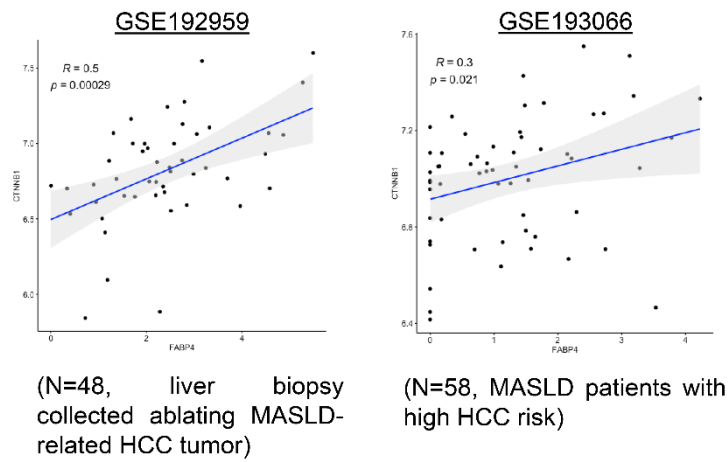 GSE192959
R = 0.5
p = 0.00029
7.5
7.0
6.5
6.0
CTNNB1
0
2
4
FABP4
(N=48, liver biopsy
collected ablating MASLD-
related HCC tumor)
GSE193066
R = 0.3
p = 0.021
7.6
7.2
6.8
6.4
CTNNB1
0
1
2
3
4
FABP4
(N=58, MASLD patients with
high HCC risk)